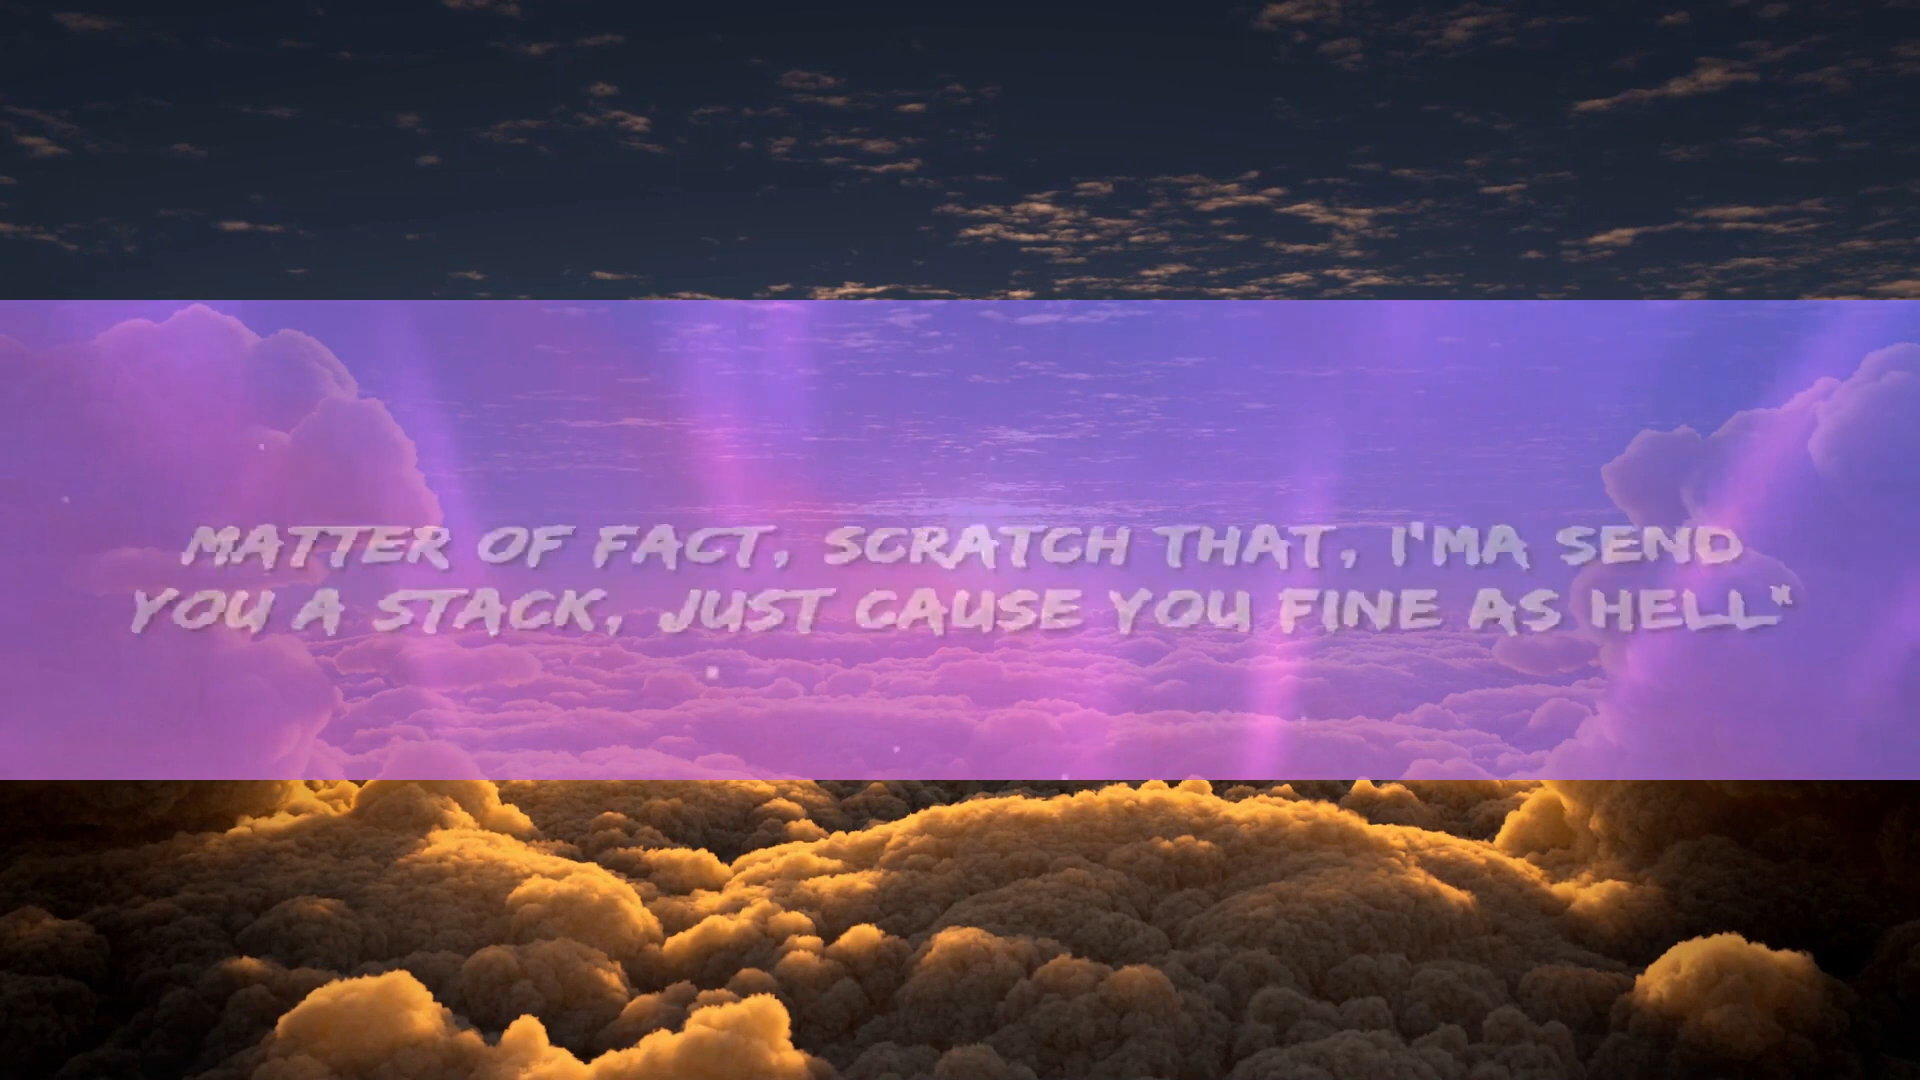 MATTER OF FACT, SCRATCH THAT, I'MA SEND
YOU A STACK, JUST CAUSE YOU FINE AS HELL"